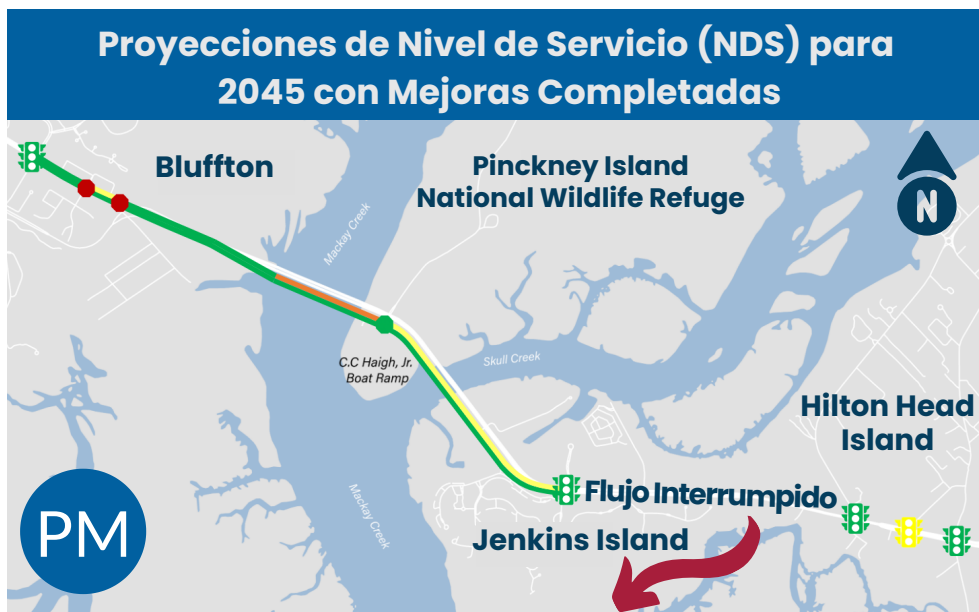 Proyecciones de Nivel de Servicio (NDS) para
2045 con Mejoras Completadas
Bluffton
Pinckney Island
National Wildlife Refuge
N
Mackay Creek
C.C Haigh, Jr.
Boat Ramp
Skull Creek
Hilton Head
Island
Flujo Interrumpido
Jenkins Island
Mackay Creek
PM